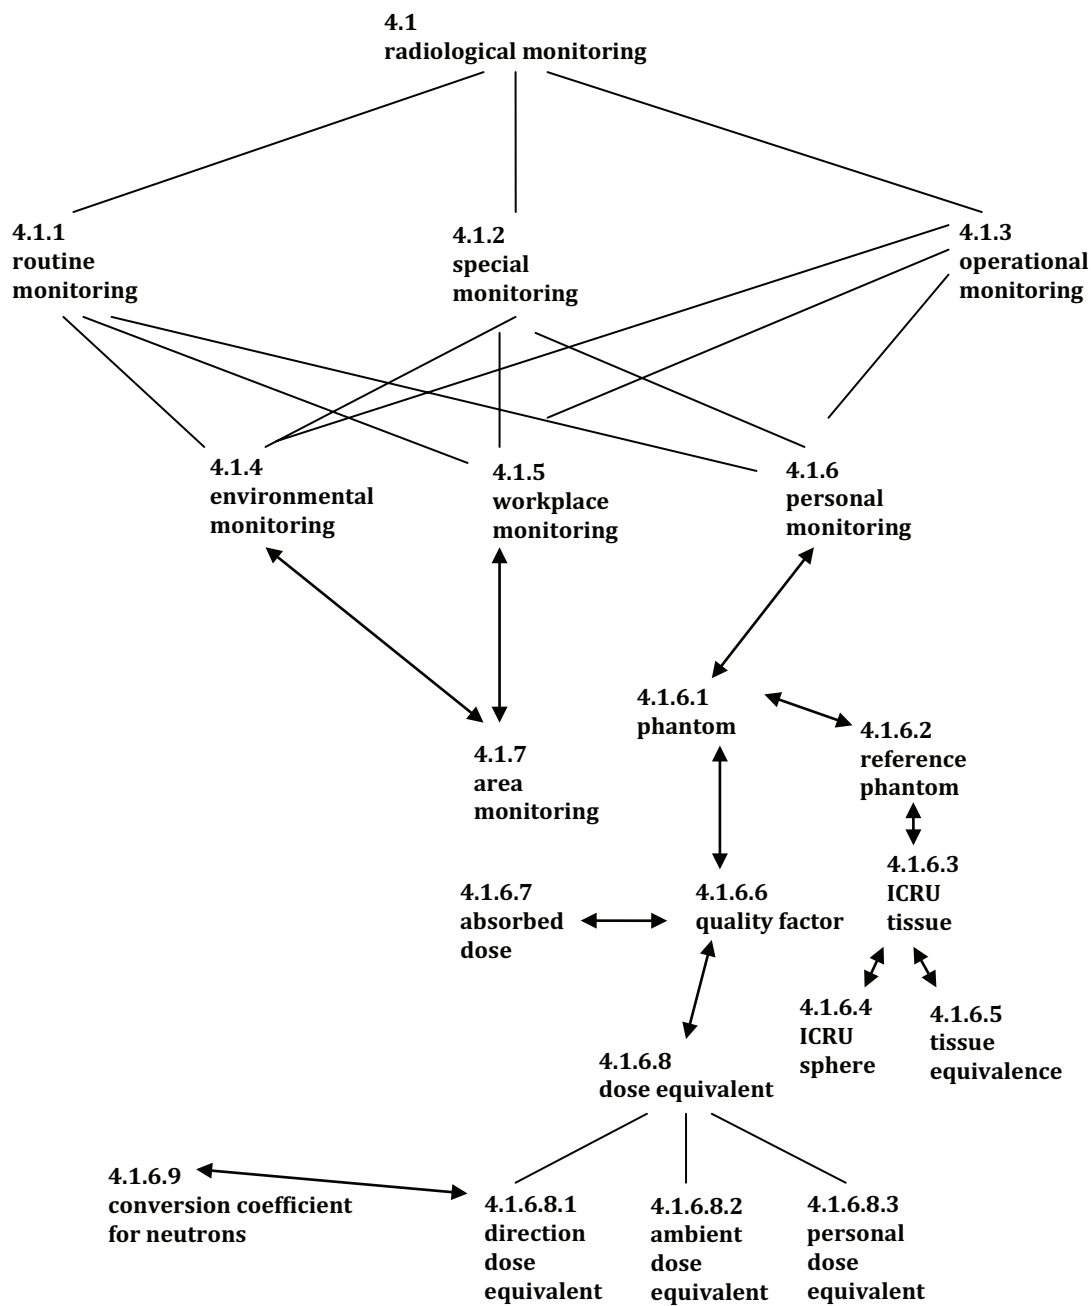 4.1
radiological monitoring
4.1.1
routine
monitoring
4.1.2
special
monitoring
4.1.3
operational
monitoring
4.1.4
environmental
monitoring
4.1.5
workplace
monitoring
4.1.6
personal
monitoring
4.1.6.1
phantom
4.1.6.2
reference
phantom
4.1.7
area
monitoring
4.1.6.3
ICRU
tissue
4.1.6.7
absorbed
dose
4.1.6.6
quality factor
4.1.6.4
ICRU
sphere
4.1.6.5
tissue
equivalence
4.1.6.8
dose equivalent
4.1.6.9
conversion coefficient
for neutrons
4.1.6.8.1
direction
dose
equivalent
4.1.6.8.2
ambient
dose
equivalent
4.1.6.8.3
personal
dose
equivalent